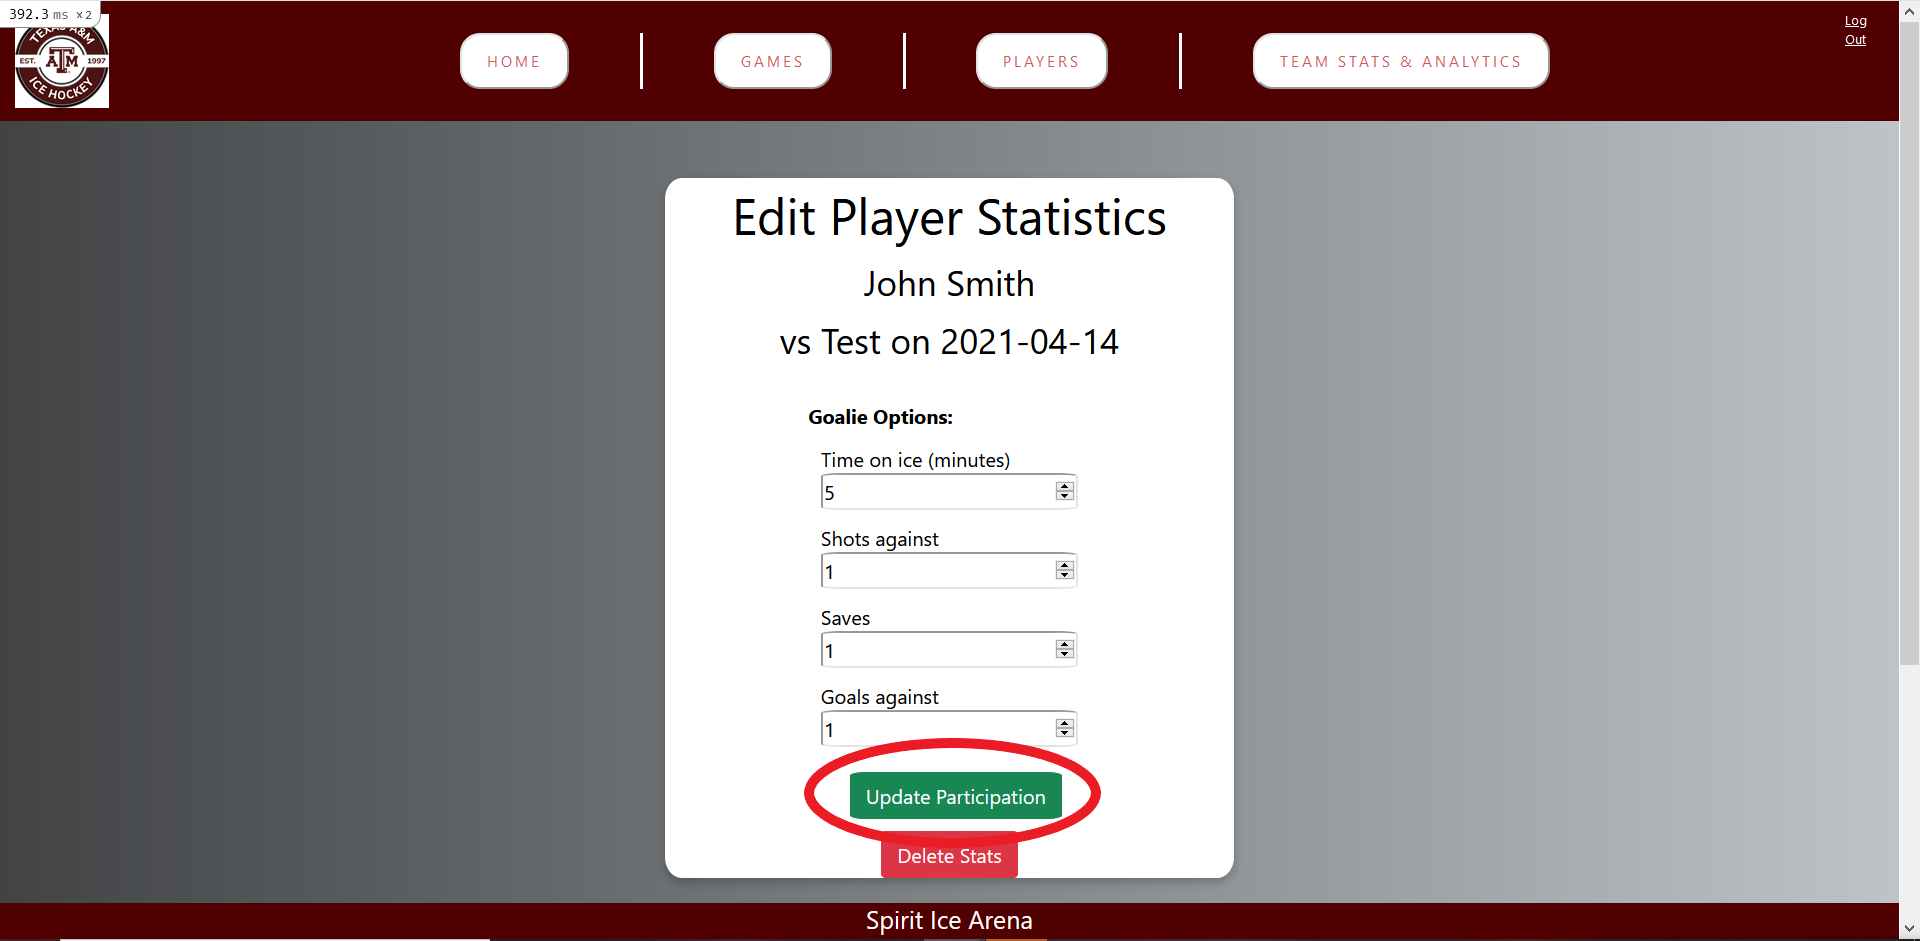 392.3 ms ×2
TEXAS A&M
EST. ATM 1997
ICE HOCKEY
HOME
GAMES
PLAYERS
TEAM STATS & ANALYTICS
Log
Out
Edit Player Statistics
John Smith
vs Test on 2021-04-14
Goalie Options:
Time on ice (minutes)
5
Shots against
1
Saves
1
Goals against
1
Update Participation
Delete Stats
Spirit Ice Arena